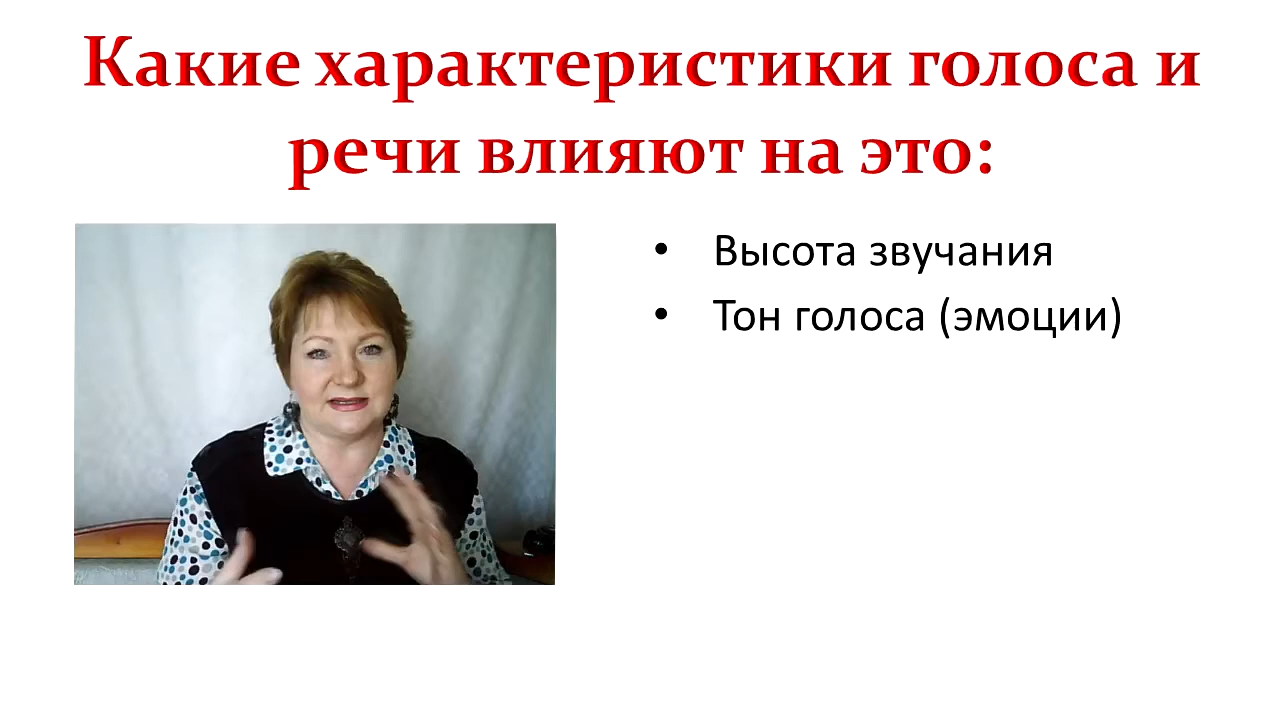 Какие характеристики голоса и
речи влияют на это:
• Высота звучания
• Тон голоса (эмоции)